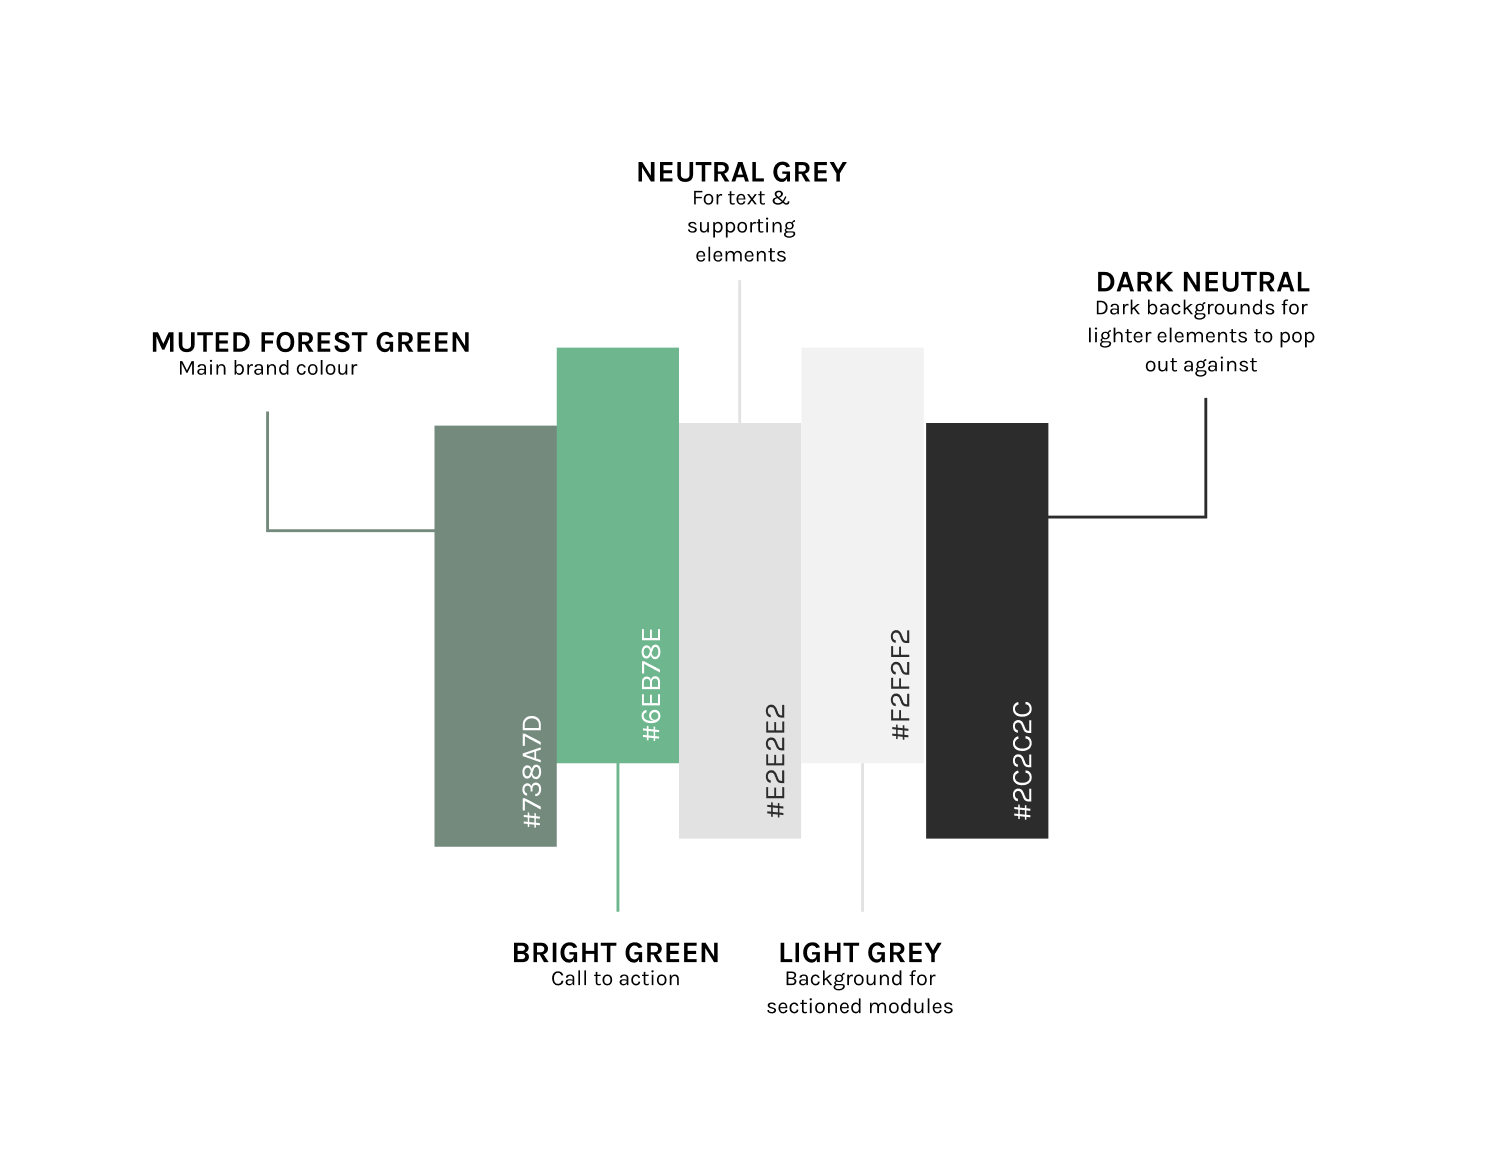 NEUTRAL GREY
For text &
supporting
elements
DARK NEUTRAL
Dark backgrounds for
lighter elements to pop
out against
MUTED FOREST GREEN
Main brand colour
#738A7D
#6EB78E
#E2E2E2
#F2F2F2
#2C2C2C
BRIGHT GREEN
Call to action
LIGHT GREY
Background for
sectioned modules